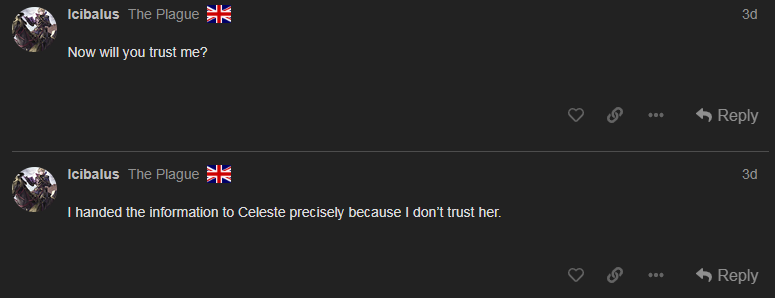 Icibalus The Plague 3d
Now will you trust me?
Reply
Icibalus The Plague 3d
I handed the information to Celeste precisely because I don’t trust her.
Reply